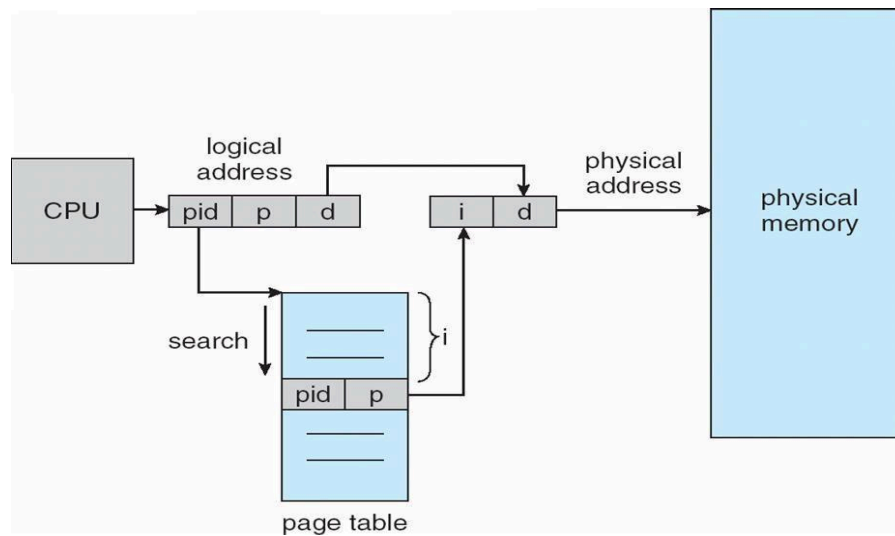 logical
address
physical
address
CPU
pid p d
i d
physical
memory
search
i
pid p
page table